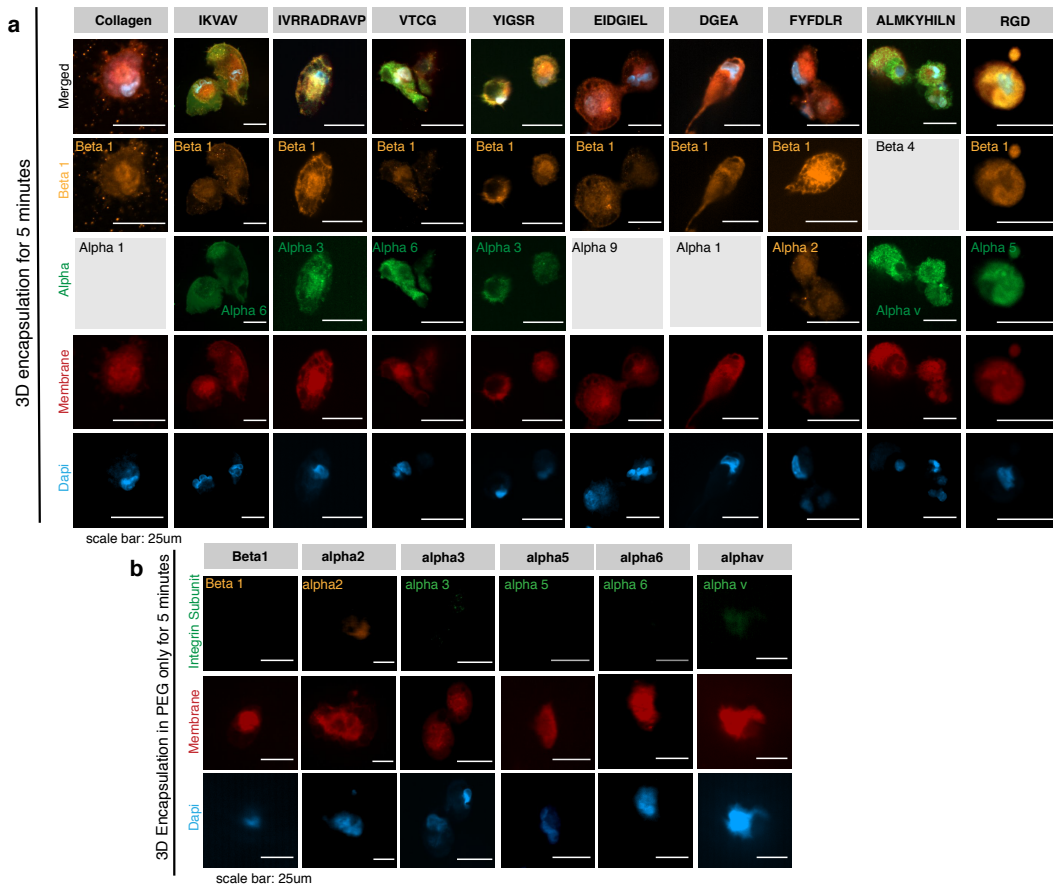 a
Collagen IKVAV IVRRADRAVP VTCG YIGSR EIDGIEL DGEA FYFDLR ALMKYHILN RGD
3D encapsulation for 5 minutes
Merged
Beta 1
Beta 1 Beta 1 Beta 1 Beta 1 Beta 1 Beta 1 Beta 1 Beta 1 Beta 4 Beta 1
Alpha
Alpha 1 Alpha 6 Alpha 3 Alpha 6 Alpha 3 Alpha 9 Alpha 1 Alpha 2 Alpha v Alpha 5
Membrane
Dapi
scale bar: 25um
b
Beta1 alpha2 alpha3 alpha5 alpha6 alphav
3D Encapsulation in PEG only for 5 minutes
Integrin Subunit
Beta 1 alpha2 alpha 3 alpha 5 alpha 6 alpha v
Membrane
Dapi
scale bar: 25um